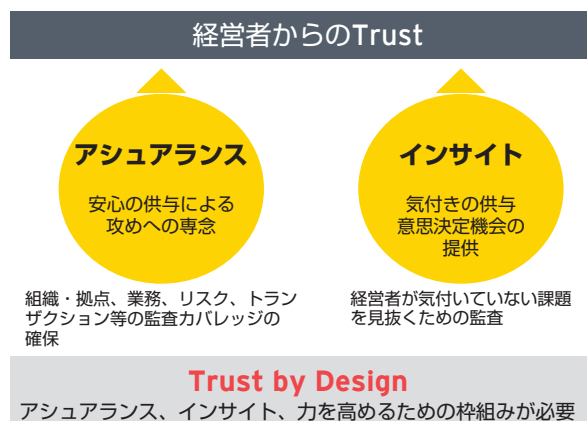 経営者からのTrust
アシュアランス
安心の供与による
攻めへの専念
組織・拠点、業務、リスク、トラン
ザクション等の監査カバレッジの
確保
インサイト
気付きの供与
意思決定機会の
提供
経営者が気付いていない課題
を見抜くための監査
Trust by Design
アシュアランス、インサイト、力を高めるための枠組みが必要